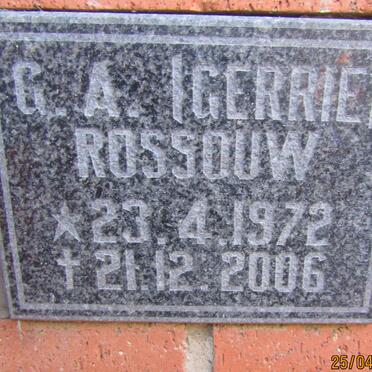 G. A. (GERRIE
ROSSOUW
★ 23. 4. 1972
† 21. 12. 2006
25/04